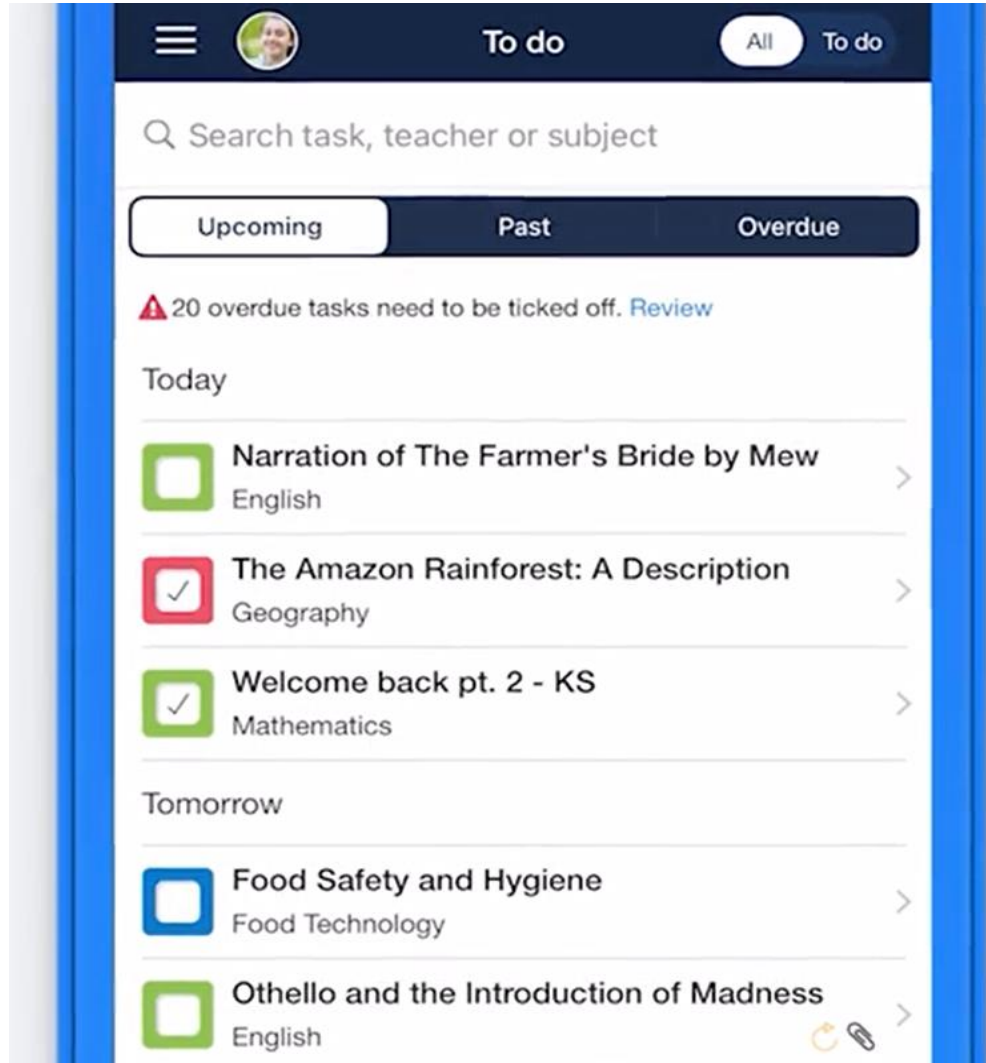 To do
All
To do
Search task, teacher or subject
Upcoming
Past
Overdue
20 overdue tasks need to be ticked off. Review
Today
Narration of The Farmer's Bride by Mew
English
The Amazon Rainforest: A Description
Geography
Welcome back pt. 2 - KS
Mathematics
Tomorrow
Food Safety and Hygiene
Food Technology
Othello and the Introduction of Madness
English